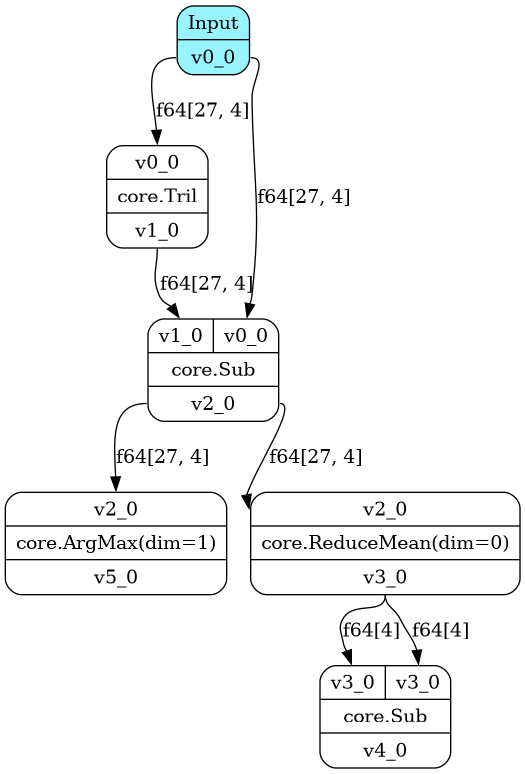 Input
v0_0
f64[27, 4]
v0_0
core.Tril
v1_0
f64[27, 4]
f64[27, 4]
v1_0 v0_0
core.Sub
v2_0
f64[27, 4] f64[27, 4]
v2_0
core.ArgMax(dim=1)
v5_0
v2_0
core.ReduceMean(dim=0)
v3_0
f64[4] f64[4]
v3_0 v3_0
core.Sub
v4_0